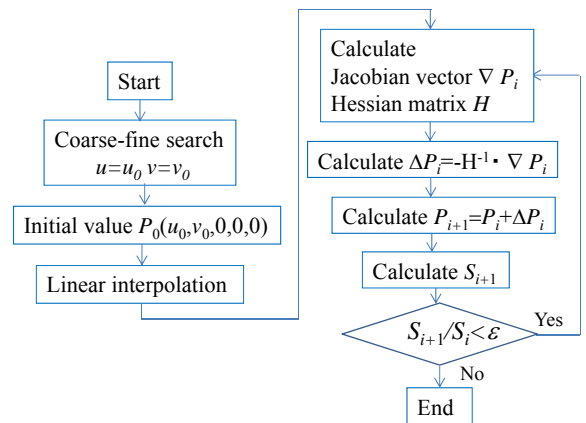 Start
Coarse-fine search
u=u₀ v=v₀
Initial value P₀(u₀,v₀,0,0,0)
Linear interpolation
Calculate
Jacobian vector ∇ Pᵢ
Hessian matrix H
Calculate ΔPᵢ=-H⁻¹・∇ Pᵢ
Calculate Pᵢ₊₁=Pᵢ+ΔPᵢ
Calculate Sᵢ₊₁
Sᵢ₊₁/Sᵢ<ε
Yes
No
End